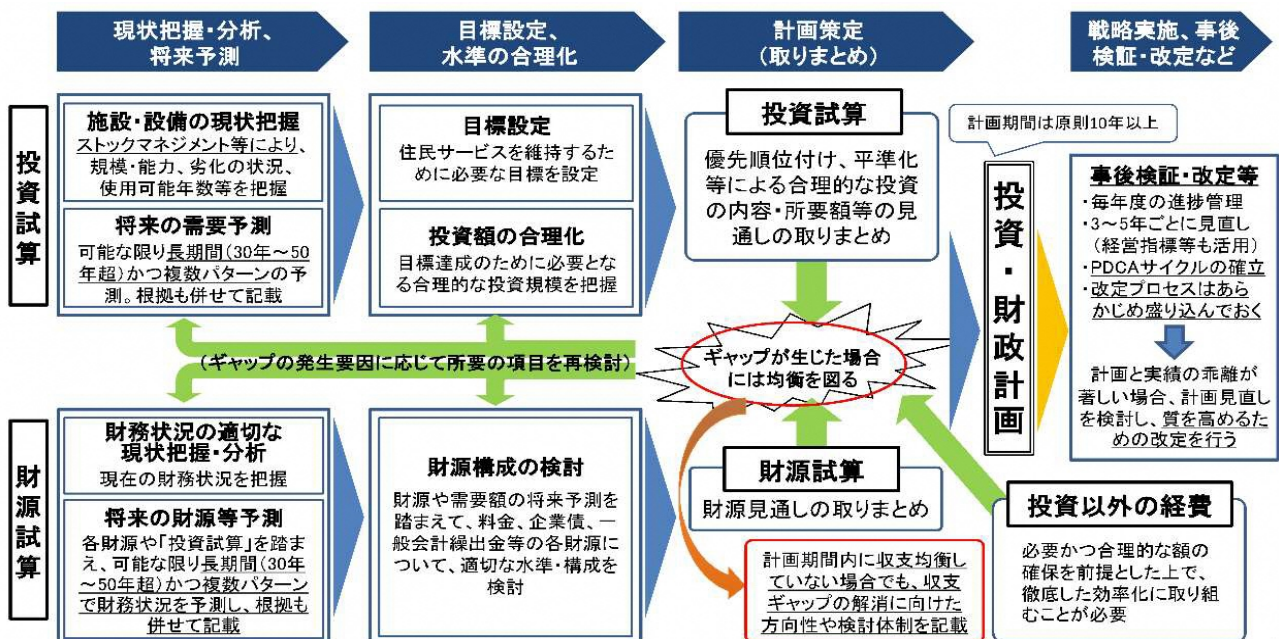 現状把握・分析、
将来予測
目標設定、
水準の合理化
計画策定
(取りまとめ)
戦略実施、事後
検証・改定など
投資試算
施設・設備の現状把握
ストックマネジメント等により、
規模・能力、劣化の状況、
使用可能年数等を把握
将来の需要予測
可能な限り長期間(30年～50
年超)かつ複数パターンの予
測。根拠も併せて記載
目標設定
住民サービスを維持するた
めに必要な目標を設定
投資額の合理化
目標達成のために必要とな
る合理的な投資規模を把握
投資試算
優先順位付け、平準化
等による合理的な投資
の内容・所要額等の見
通しの取りまとめ
計画期間は原則10年以上
投資・財政計画
事後検証・改定等
・毎年度の進捗管理
・3～5年ごとに見直し
(経営指標等も活用)
・PDCAサイクルの確立
・改定プロセスはあら
かじめ盛り込んでおく
計画と実績の乖離が
著しい場合、計画見直し
を検討し、質を高めるた
めの改定を行う
(ギャップの発生要因に応じて所要の項目を再検討)
ギャップが生じた場合
には均衡を図る
財源試算
財務状況の適切な
現状把握・分析
現在の財務状況を把握
将来の財源等予測
各財源や「投資試算」を踏ま
え、可能な限り長期間(30年
～50年超)かつ複数パターン
で財務状況を予測し、根拠も
併せて記載
財源構成の検討
財源や需要額の将来予測を
踏まえて、料金、企業債、一
般会計繰出金等の各財源に
ついて、適切な水準・構成を
検討
財源試算
財源見通しの取りまとめ
計画期間内に収支均衡し
ていない場合でも、収支
ギャップの解消に向けた
方向性や検討体制を記載
投資以外の経費
必要かつ合理的な額の
確保を前提とした上で、
徹底した効率化に取り組
むことが必要